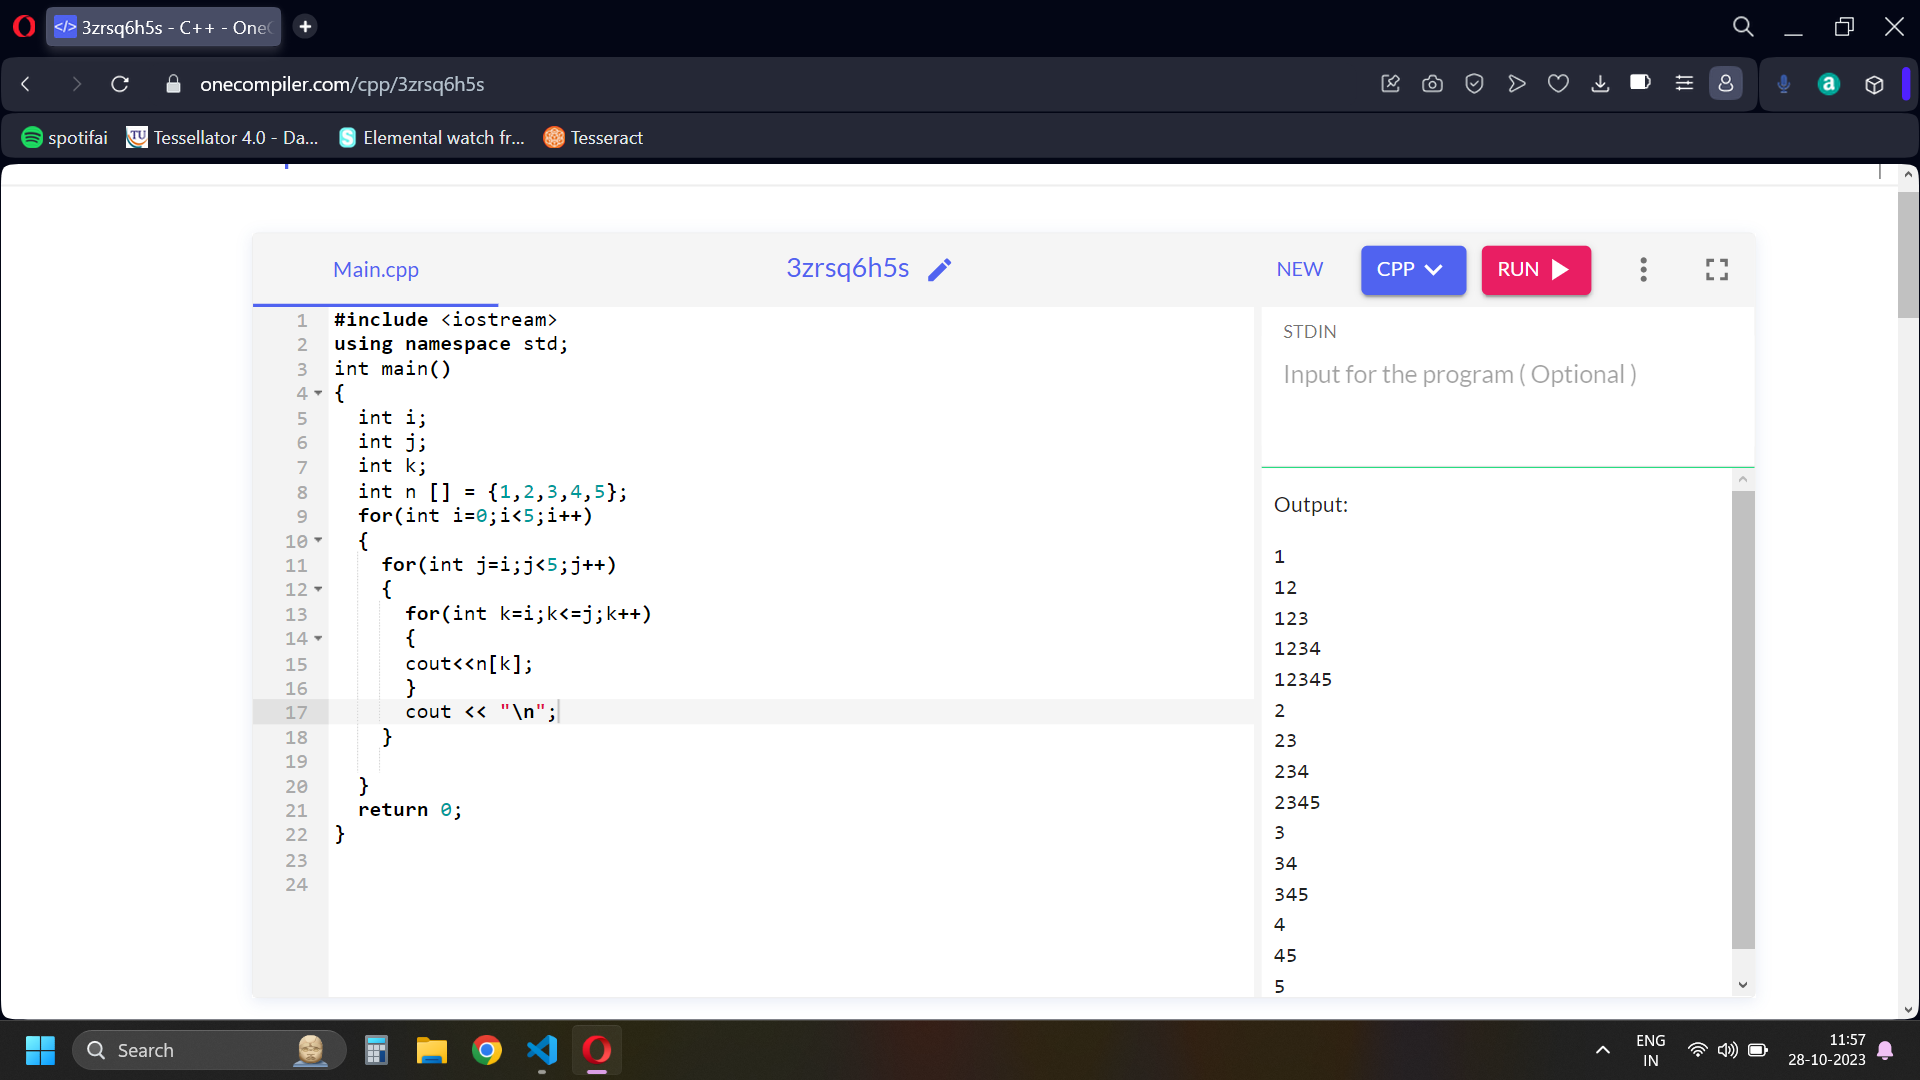 3zrsq6h5s - C++ - OneC
onecompiler.com/cpp/3zrsq6h5s
a
spotifai
TU Tessellator 4.0 - Da...
S Elemental watch fr...
Tesseract
Main.cpp
3zrsq6h5s
NEW
CPP
RUN
1 #include <iostream>
2 using namespace std;
3 int main()
4 {
5 int i;
6 int j;
7 int k;
8 int n [] = {1,2,3,4,5};
9 for(int i=0;i<5;i++)
10 {
11 for(int j=i;j<5;j++)
12 {
13 for(int k=i;k<=j;k++)
14 {
15 cout<<n[k];
16 }
17 cout << "\n";
18 }
19
20 }
21 return 0;
22 }
23
24
STDIN
Input for the program ( Optional )
Output:
1
12
123
1234
12345
2
23
234
2345
3
34
345
4
45
5
Search
ENG
IN
11:57
28-10-2023